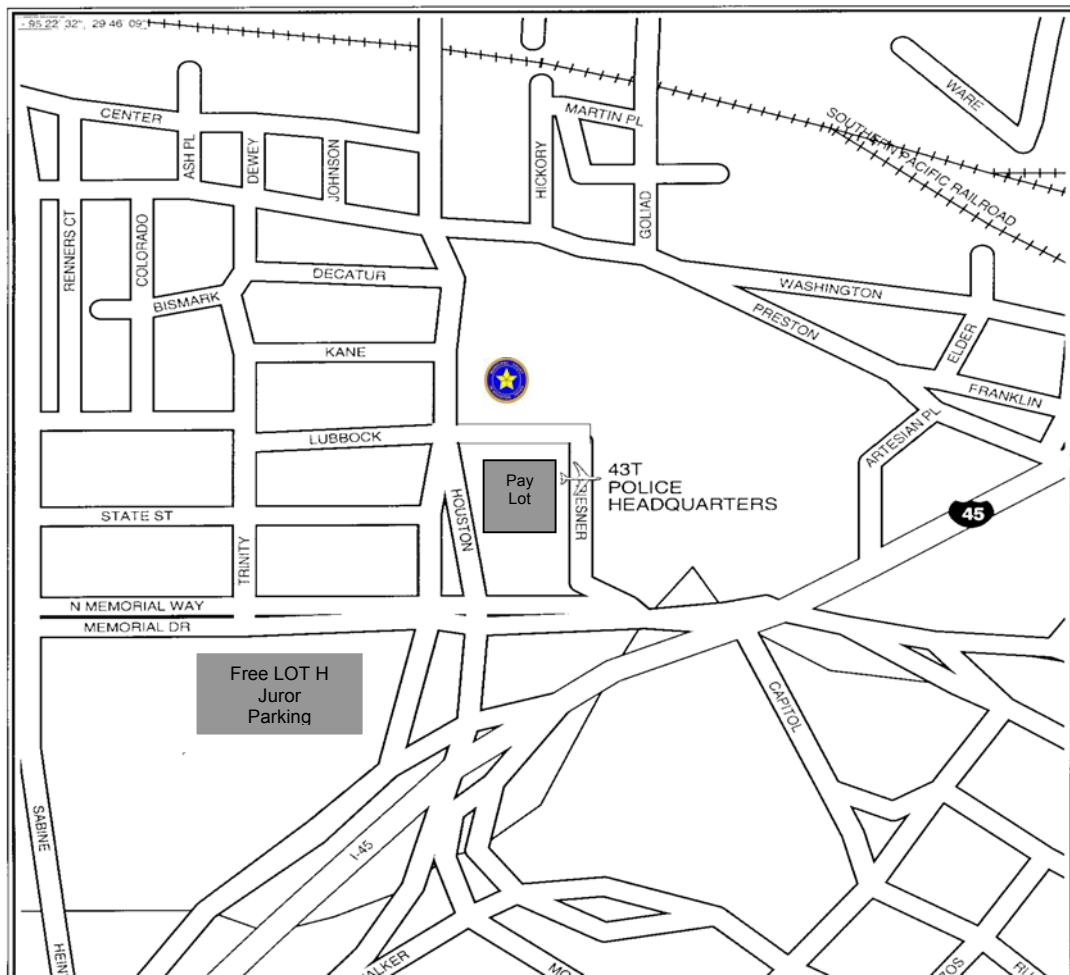 - 95 22' 32", 29 46 09"
WARE
CENTER
MARTIN PL
SOUTHERN PACIFIC RAILROAD
ASH PL
DEWEY
JOHNSON
HICKORY
GOLIAD
RENNERS CT
COLORADO
DECATUR
WASHINGTON
BISMARK
PRESTON
KANE
ELDER
FRANKLIN
LUBBOCK
ARTESIAN PL
43T
POLICE
HEADQUARTERS
Pay
Lot
HOUSTON
45
STATE ST
TRINITY
N MEMORIAL WAY
MEMORIAL DR
Free LOT H
Juror
Parking
CAPITOL
SABINE
I-45